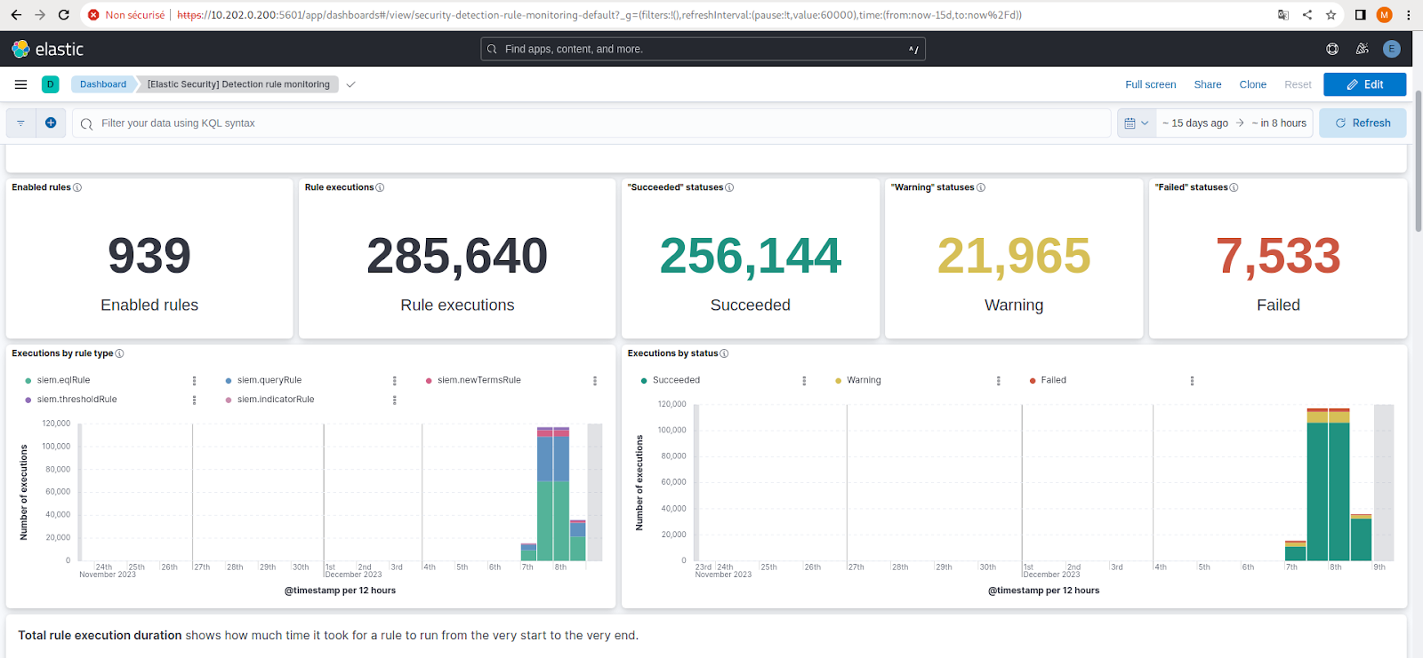 Non sécurisé | https://10.202.0.200:5601/app/dashboards#/view/security-detection-rule-monitoring-default?_g=(filters:!(),refreshInterval:(pause:!t,value:60000),time:(from:now-15d,to:now%2Fd))
M
elastic
Find apps, content, and more.
^/
E
D
Dashboard
[Elastic Security] Detection rule monitoring
Full screen
Share
Clone
Reset
Edit
Filter your data using KQL syntax
~ 15 days ago → ~ in 8 hours
Refresh
Enabled rules
939
Enabled rules
Rule executions
285,640
Rule executions
"Succeeded" statuses
256,144
Succeeded
"Warning" statuses
21,965
Warning
"Failed" statuses
7,533
Failed
Executions by rule type
siem.eqlRule
siem.queryRule
siem.newTermsRule
siem.thresholdRule
siem.indicatorRule
Number of executions
120,000
100,000
80,000
60,000
40,000
20,000
0
24th 25th 26th 27th 28th 29th 30th 1st 2nd 3rd 4th 5th 6th 7th 8th
November 2023 December 2023
@timestamp per 12 hours
Executions by status
Succeeded
Warning
Failed
Number of executions
120,000
100,000
80,000
60,000
40,000
20,000
0
23rd 24th 25th 26th 27th 28th 29th 30th 1st 2nd 3rd 4th 5th 6th 7th 8th 9th
November 2023 December 2023
@timestamp per 12 hours
Total rule execution duration shows how much time it took for a rule to run from the very start to the very end.